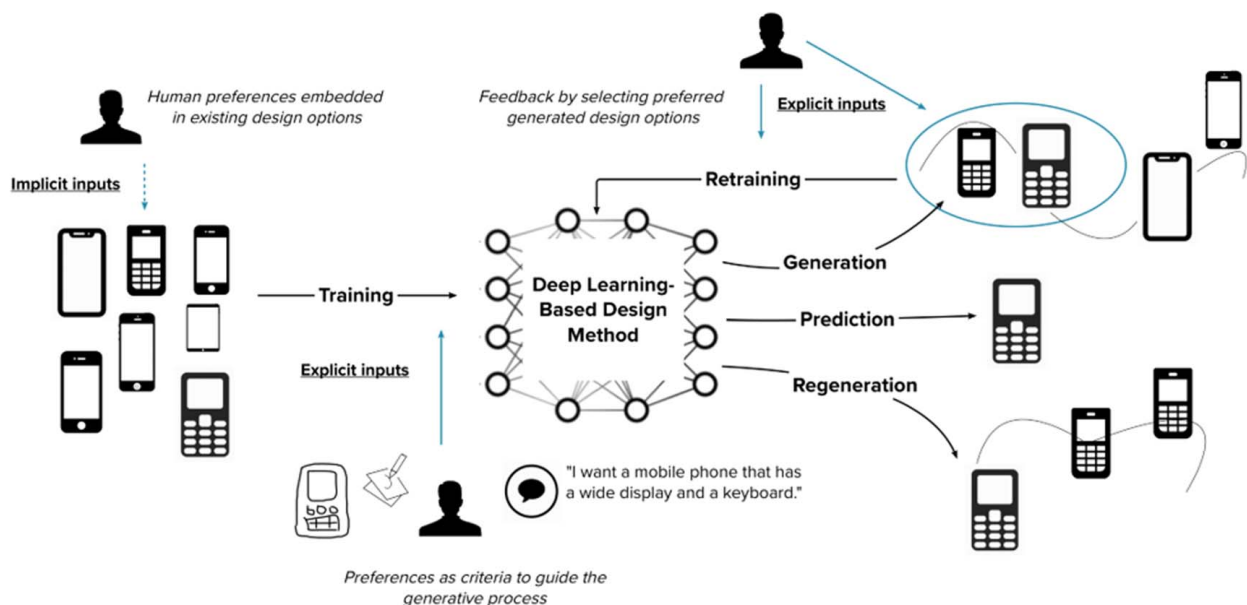 Human preferences embedded
in existing design options
Implicit inputs
Feedback by selecting preferred
generated design options
Explicit inputs
Retraining
Training
Deep Learning-
Based Design
Method
Generation
Prediction
Regeneration
Explicit inputs
"I want a mobile phone that has
a wide display and a keyboard."
Preferences as criteria to guide the
generative process